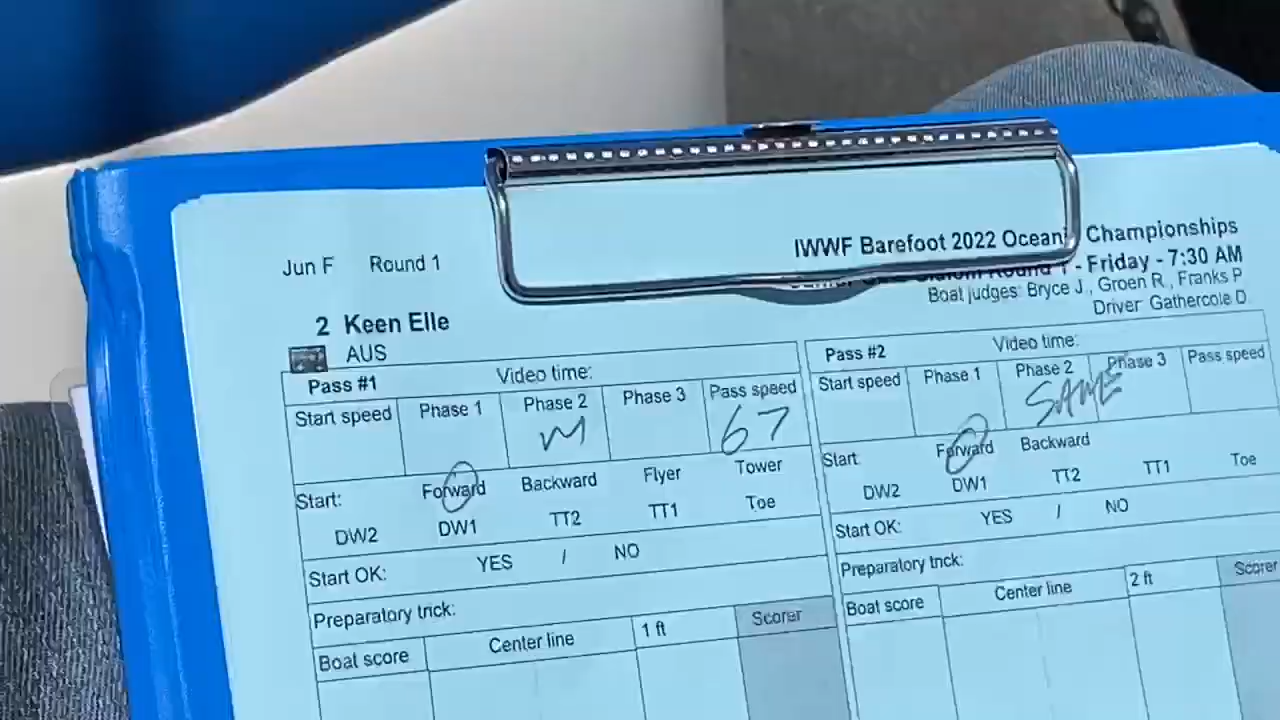 Jun F Round 1
IWWF Barefoot 2022 Championships
Round 1 - Friday - 7:30 AM
Boat judges: Bryce J., Groen R., Franks P
Driver Gathercole D
2 Keen Elle
AUS
Pass #1 Video time:
Start speed Phase 1 Phase 2 Phase 3 Pass speed
M 67
Start: Forward Backward Flyer Tower
DW2 DW1 TT2 TT1 Toe
Start OK: YES / NO
Preparatory trick:
Boat score Center line 1 ft Scorer
Pass #2 Video time:
Start speed Phase 1 Phase 2 Phase 3 Pass speed
SAME
Start: Forward Backward
DW2 DW1 TT2 TT1 Toe
Start OK: YES / NO
Preparatory trick:
Boat score Center line 2 ft Scorer